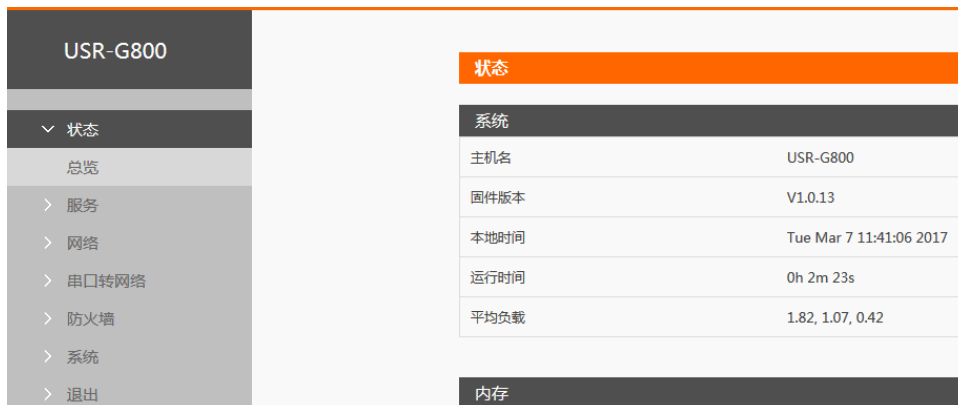 USR-G800
状态
总览
服务
网络
串口转网络
防火墙
系统
退出
状态
系统
主机名 USR-G800
固件版本 V1.0.13
本地时间 Tue Mar 7 11:41:06 2017
运行时间 0h 2m 23s
平均负载 1.82, 1.07, 0.42
内存